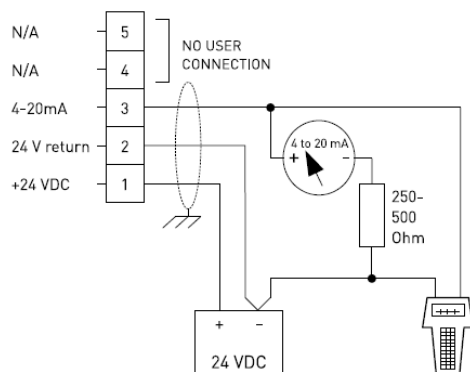 N/A 5
NO USER
CONNECTION
N/A 4
4-20mA 3
24 V return 2
+24 VDC 1
4 to 20 mA
+ -
250-
500
Ohm
+ -
24 VDC